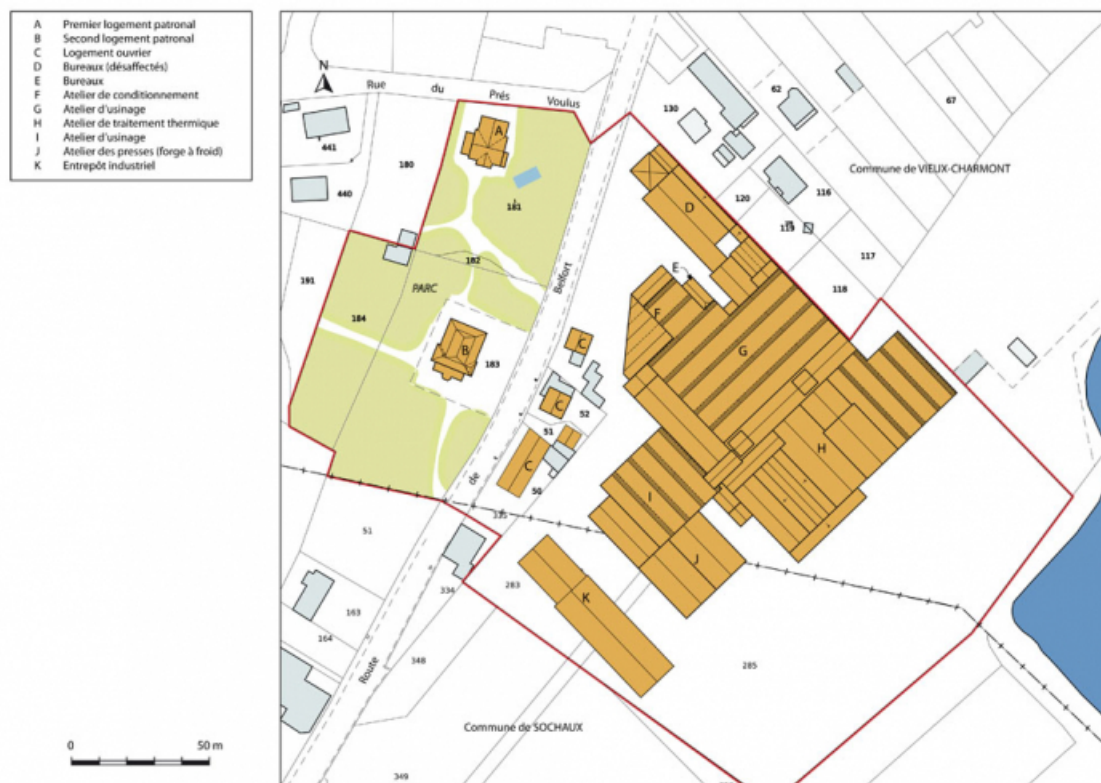 A Premier logement patronal
B Second logement patronal
C Logement ouvrier
D Bureaux (désaffectés)
E Bureaux
F Atelier de conditionnement
G Atelier d'usinage
H Atelier de traitement thermique
I Atelier d'usinage
J Atelier des presses (forge à froid)
K Entrepôt industriel
N
Rue du Prés Voulus
130
62
67
441
180
A
440
181
116
Commune de VIEUX-CHARMONT
120
D
119
117
191
182
Belfort
E
118
PARC
F
184
B
183
C
G
C
52
51
H
C
50
I
de
335
51
J
283
K
334
163
164
348
285
Route
Commune de SOCHAUX
349
0 50 m